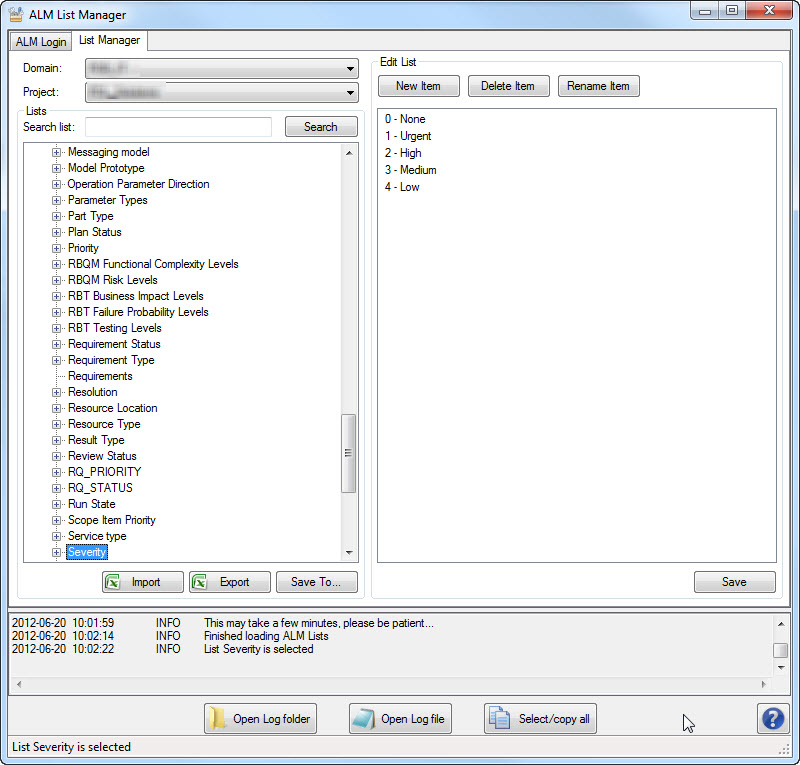 ALM List Manager
ALM Login
List Manager
Domain:
Project:
Lists
Search list:
Search
Messaging model
Model Prototype
Operation Parameter Direction
Parameter Types
Part Type
Plan Status
Priority
RBQM Functional Complexity Levels
RBQM Risk Levels
RBT Business Impact Levels
RBT Failure Probability Levels
RBT Testing Levels
Requirement Status
Requirement Type
Requirements
Resolution
Resource Location
Resource Type
Result Type
Review Status
RQ_PRIORITY
RQ_STATUS
Run State
Scope Item Priority
Service type
Severity
Import
Export
Save To...
Edit List
New Item
Delete Item
Rename Item
0 - None
1 - Urgent
2 - High
3 - Medium
4 - Low
Save
2012-06-20 10:01:59 INFO This may take a few minutes, please be patient...
2012-06-20 10:02:14 INFO Finished loading ALM Lists
2012-06-20 10:02:22 INFO List Severity is selected
Open Log folder
Open Log file
Select/copy all
?
List Severity is selected